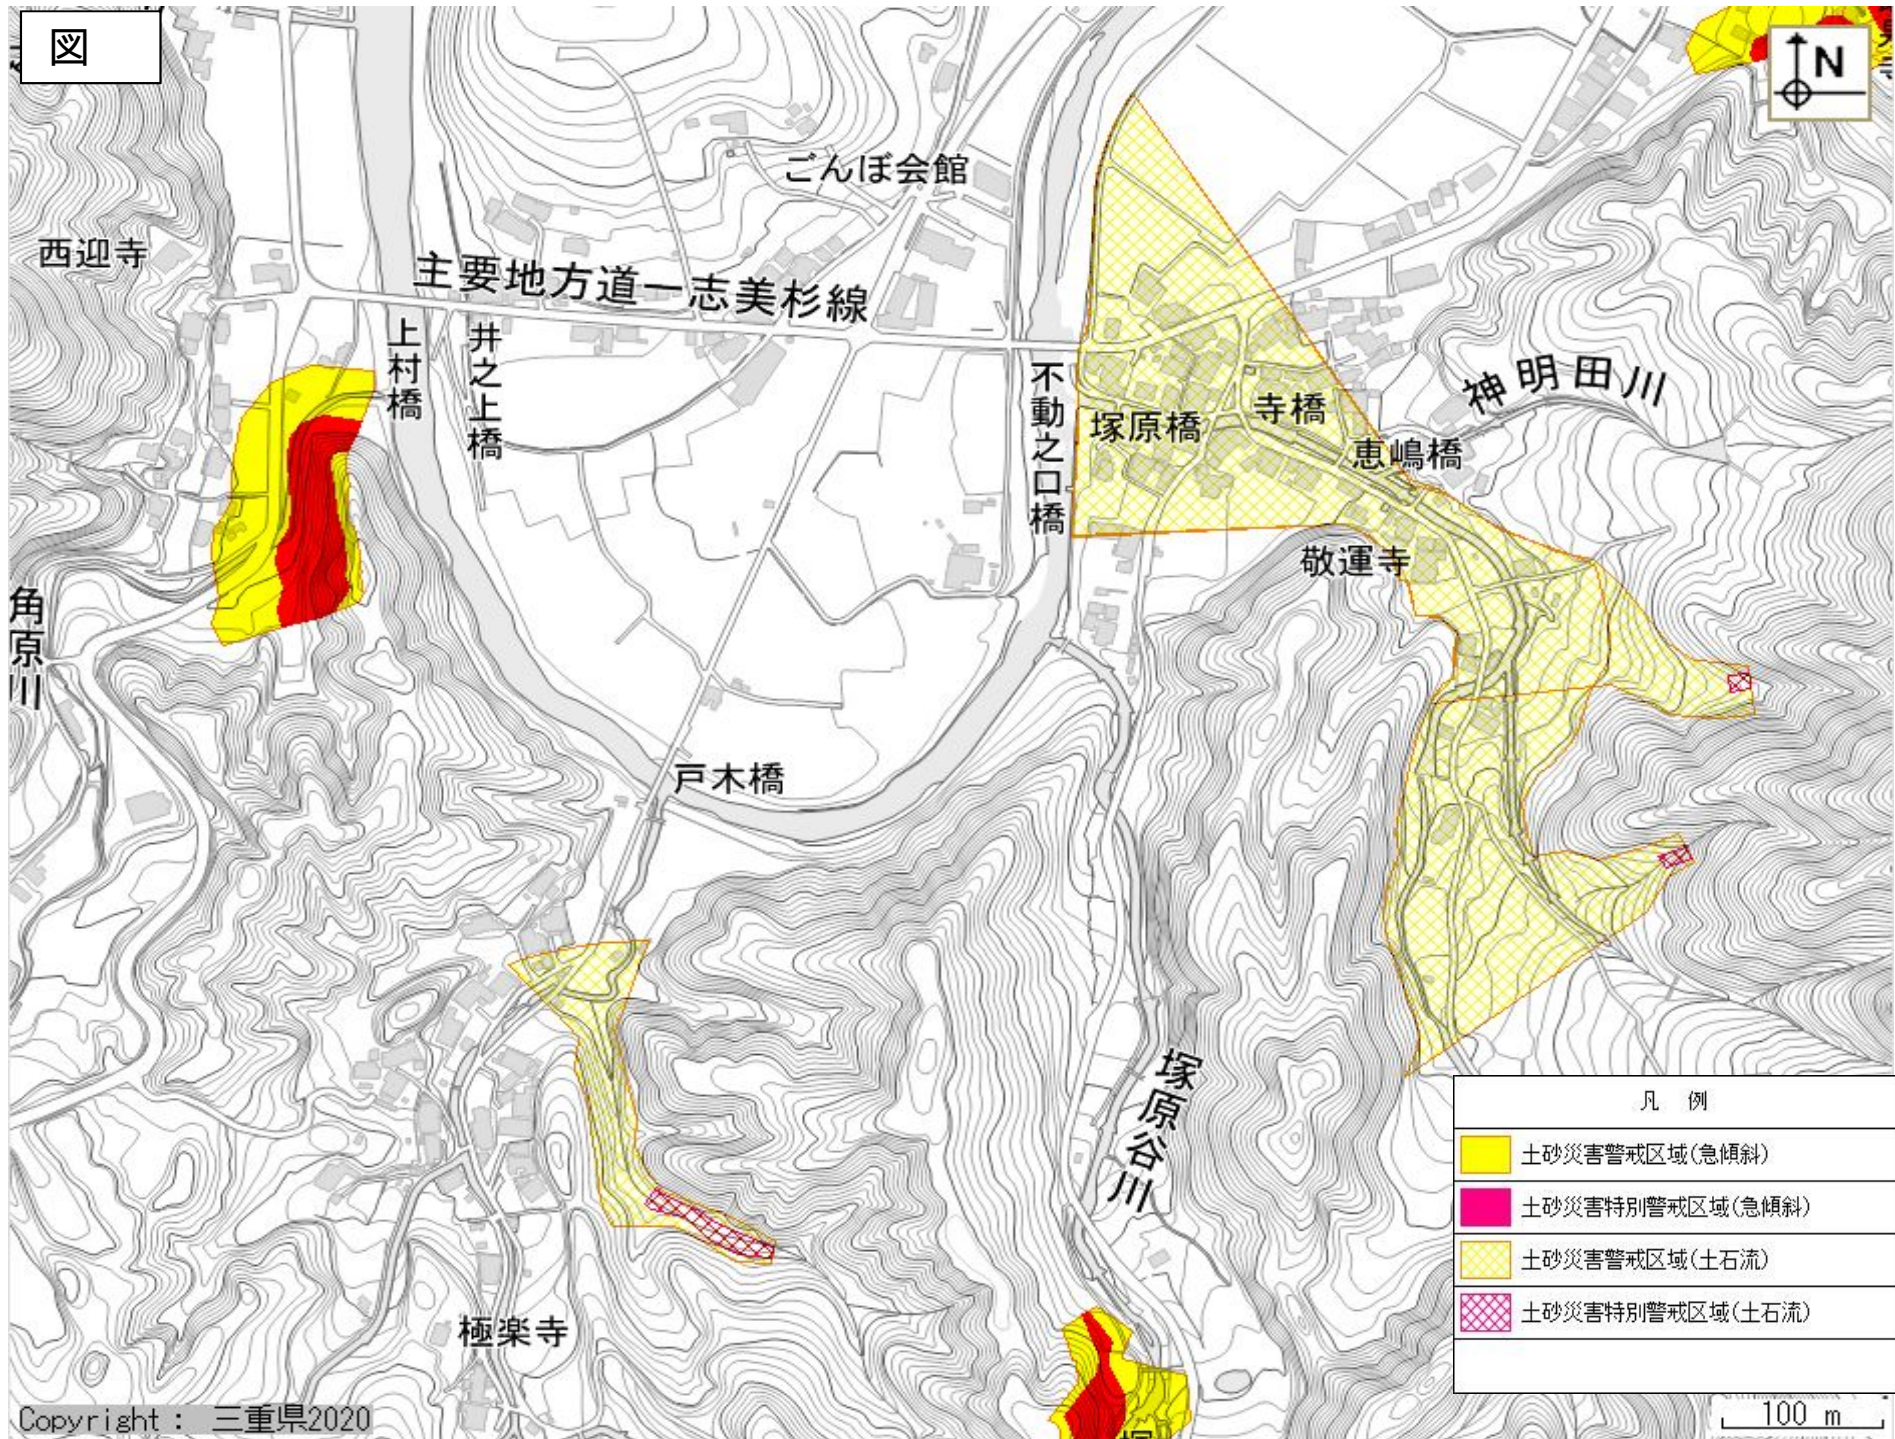 図
N
ごんぼ会館
西迎寺
主要地方道一志美杉線
上村橋
井之上橋
不動之口橋
塚原橋
寺橋
恵嶋橋
神明田川
敬運寺
角原川
戸木橋
塚原谷川
極楽寺
凡 例
土砂災害警戒区域(急傾斜)
土砂災害特別警戒区域(急傾斜)
土砂災害警戒区域(土石流)
土砂災害特別警戒区域(土石流)
100 m
Copyright : 三重県2020